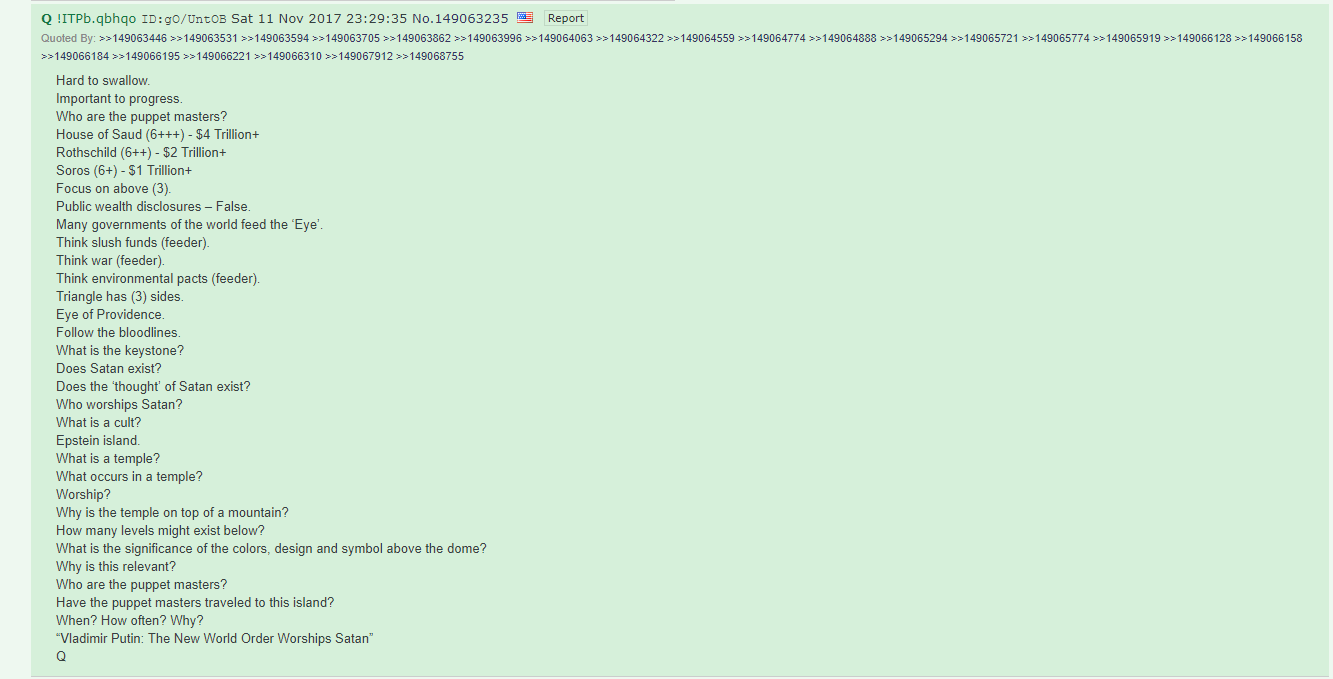 Q !ITPb.qbhqo ID:gO/UntOB Sat 11 Nov 2017 23:29:35 No.149063235 Report
Quoted By: >>149063446 >>149063531 >>149063594 >>149063705 >>149063862 >>149063996 >>149064063 >>149064322 >>149064559 >>149064774 >>149064888 >>149065294 >>149065721 >>149065774 >>149065919 >>149066128 >>149066158
>>149066184 >>149066195 >>149066221 >>149066310 >>149067912 >>149068755
Hard to swallow.
Important to progress.
Who are the puppet masters?
House of Saud (6+++) - $4 Trillion+
Rothschild (6++) - $2 Trillion+
Soros (6+) - $1 Trillion+
Focus on above (3).
Public wealth disclosures – False.
Many governments of the world feed the ‘Eye’.
Think slush funds (feeder).
Think war (feeder).
Think environmental pacts (feeder).
Triangle has (3) sides.
Eye of Providence.
Follow the bloodlines.
What is the keystone?
Does Satan exist?
Does the ‘thought’ of Satan exist?
Who worships Satan?
What is a cult?
Epstein island.
What is a temple?
What occurs in a temple?
Worship?
Why is the temple on top of a mountain?
How many levels might exist below?
What is the significance of the colors, design and symbol above the dome?
Why is this relevant?
Who are the puppet masters?
Have the puppet masters traveled to this island?
When? How often? Why?
“Vladimir Putin: The New World Order Worships Satan”
Q